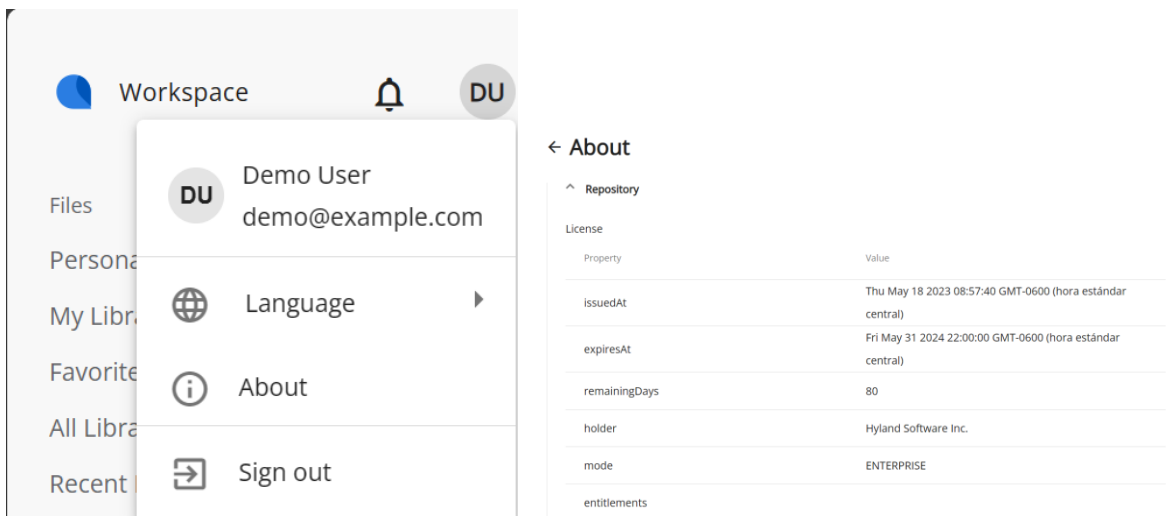 Workspace
DU
DU
Demo User
demo@example.com
Files
Persona
My Libr
Favorite
All Libra
Recent
Language
About
Sign out
← About
Repository
License
Property Value
issuedAt Thu May 18 2023 08:57:40 GMT-0600 (hora estándar
central)
expiresAt Fri May 31 2024 22:00:00 GMT-0600 (hora estándar
central)
remainingDays 80
holder Hyland Software Inc.
mode ENTERPRISE
entitlements